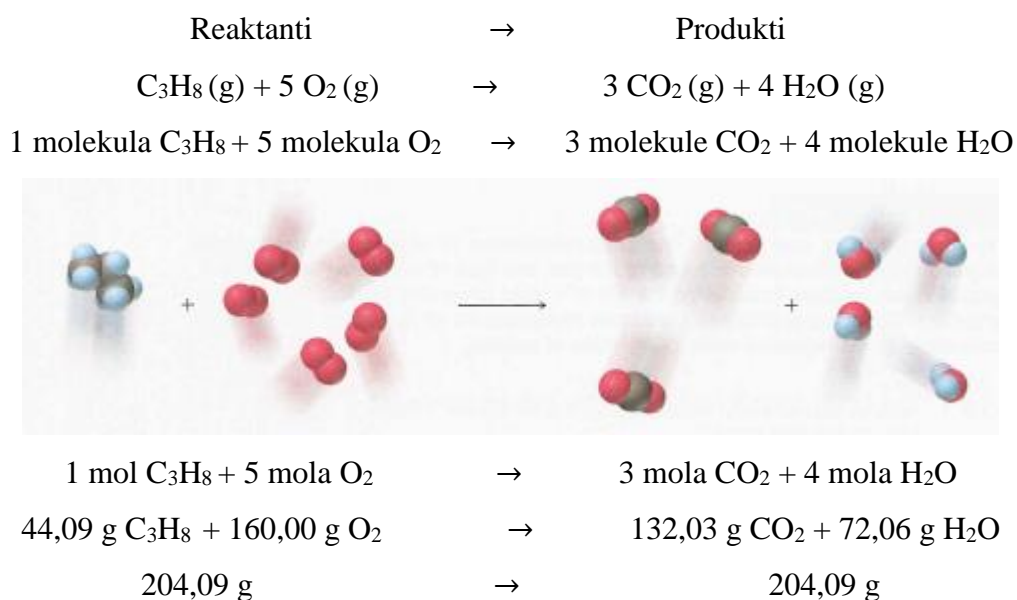 Reaktanti → Produkti
C₃H₈ (g) + 5 O₂ (g) → 3 CO₂ (g) + 4 H₂O (g)
1 molekula C₃H₈ + 5 molekula O₂ → 3 molekule CO₂ + 4 molekule H₂O
+ → +
1 mol C₃H₈ + 5 mola O₂ → 3 mola CO₂ + 4 mola H₂O
44,09 g C₃H₈ + 160,00 g O₂ → 132,03 g CO₂ + 72,06 g H₂O
204,09 g → 204,09 g